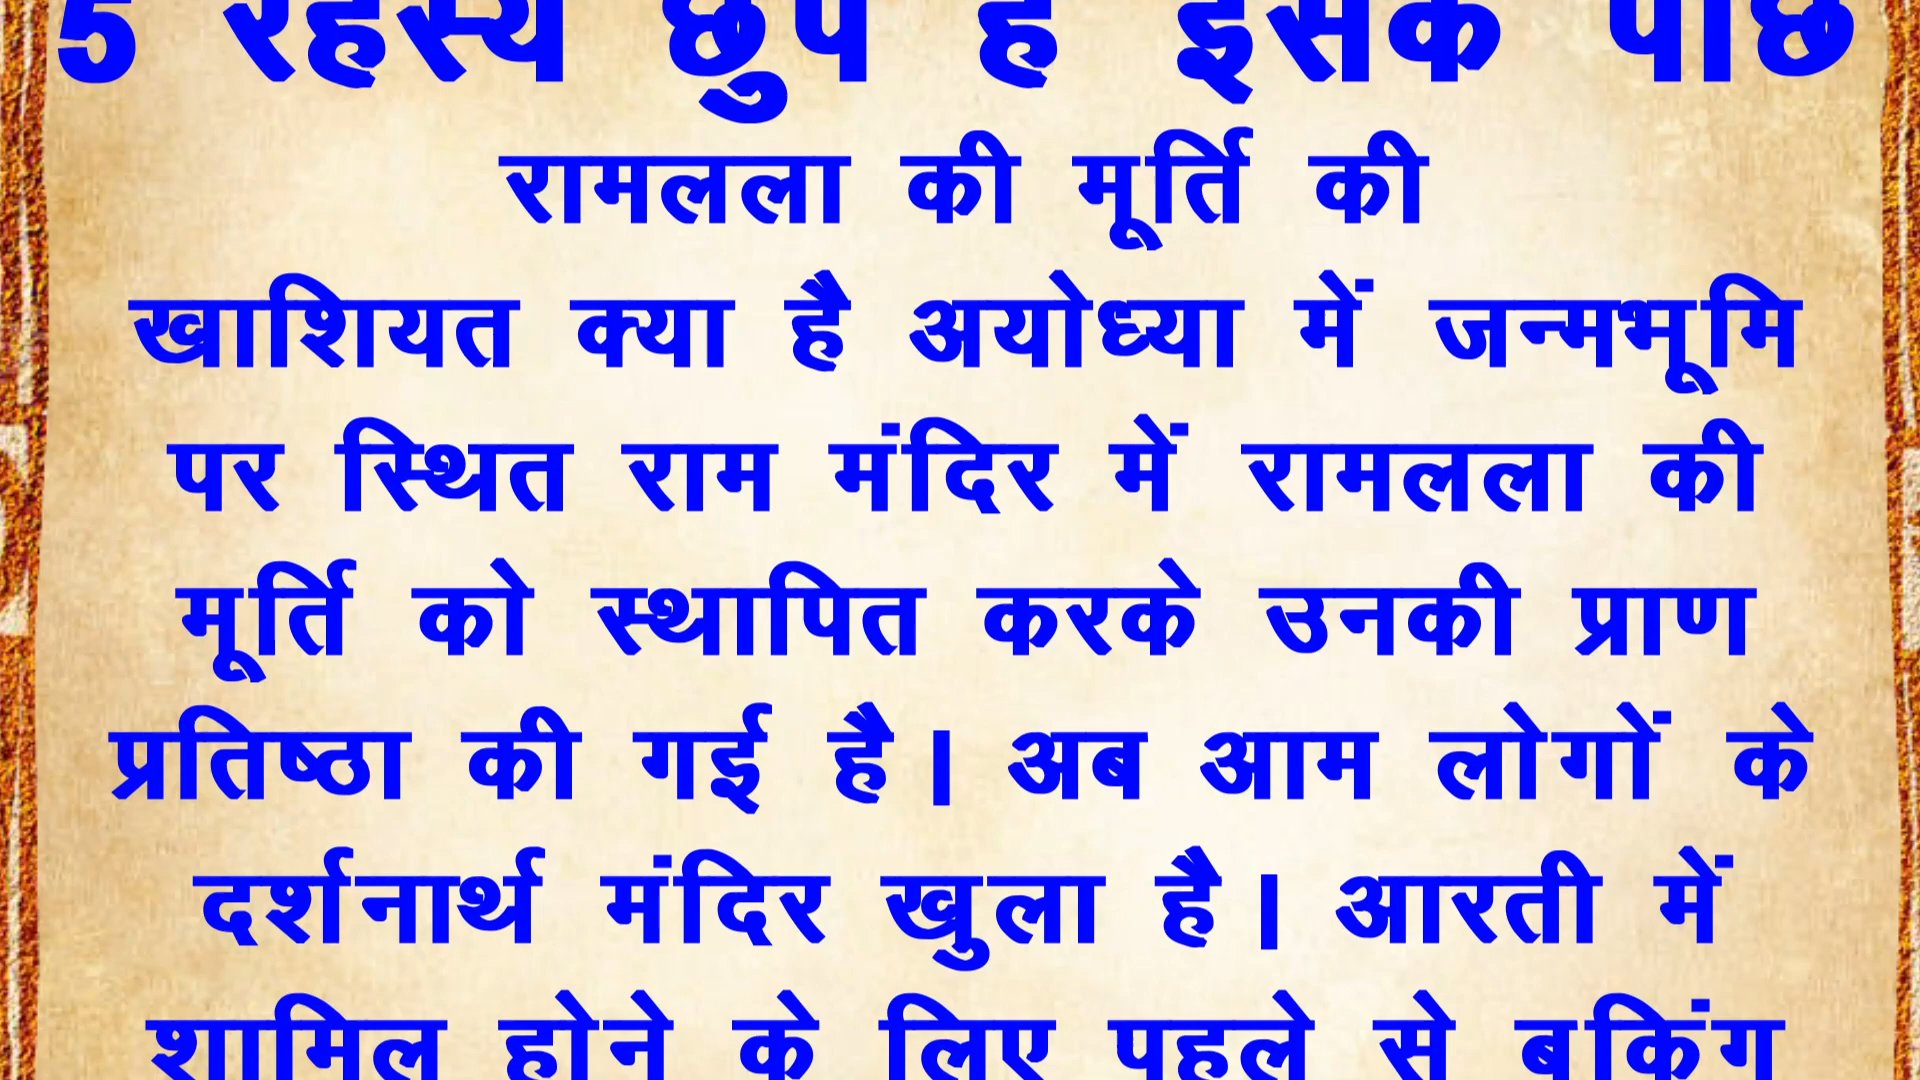 5 रहस्य छुपे हैं इसके पीछे
रामलला की मूर्ति की
खाशियत क्या है अयोध्या में जन्मभूमि
पर स्थित राम मंदिर में रामलला की
मूर्ति को स्थापित करके उनकी प्राण
प्रतिष्ठा की गई है। अब आम लोगों के
दर्शनार्थ मंदिर खुला है। आरती में
शामिल होने के लिए पहले से बुकिंग